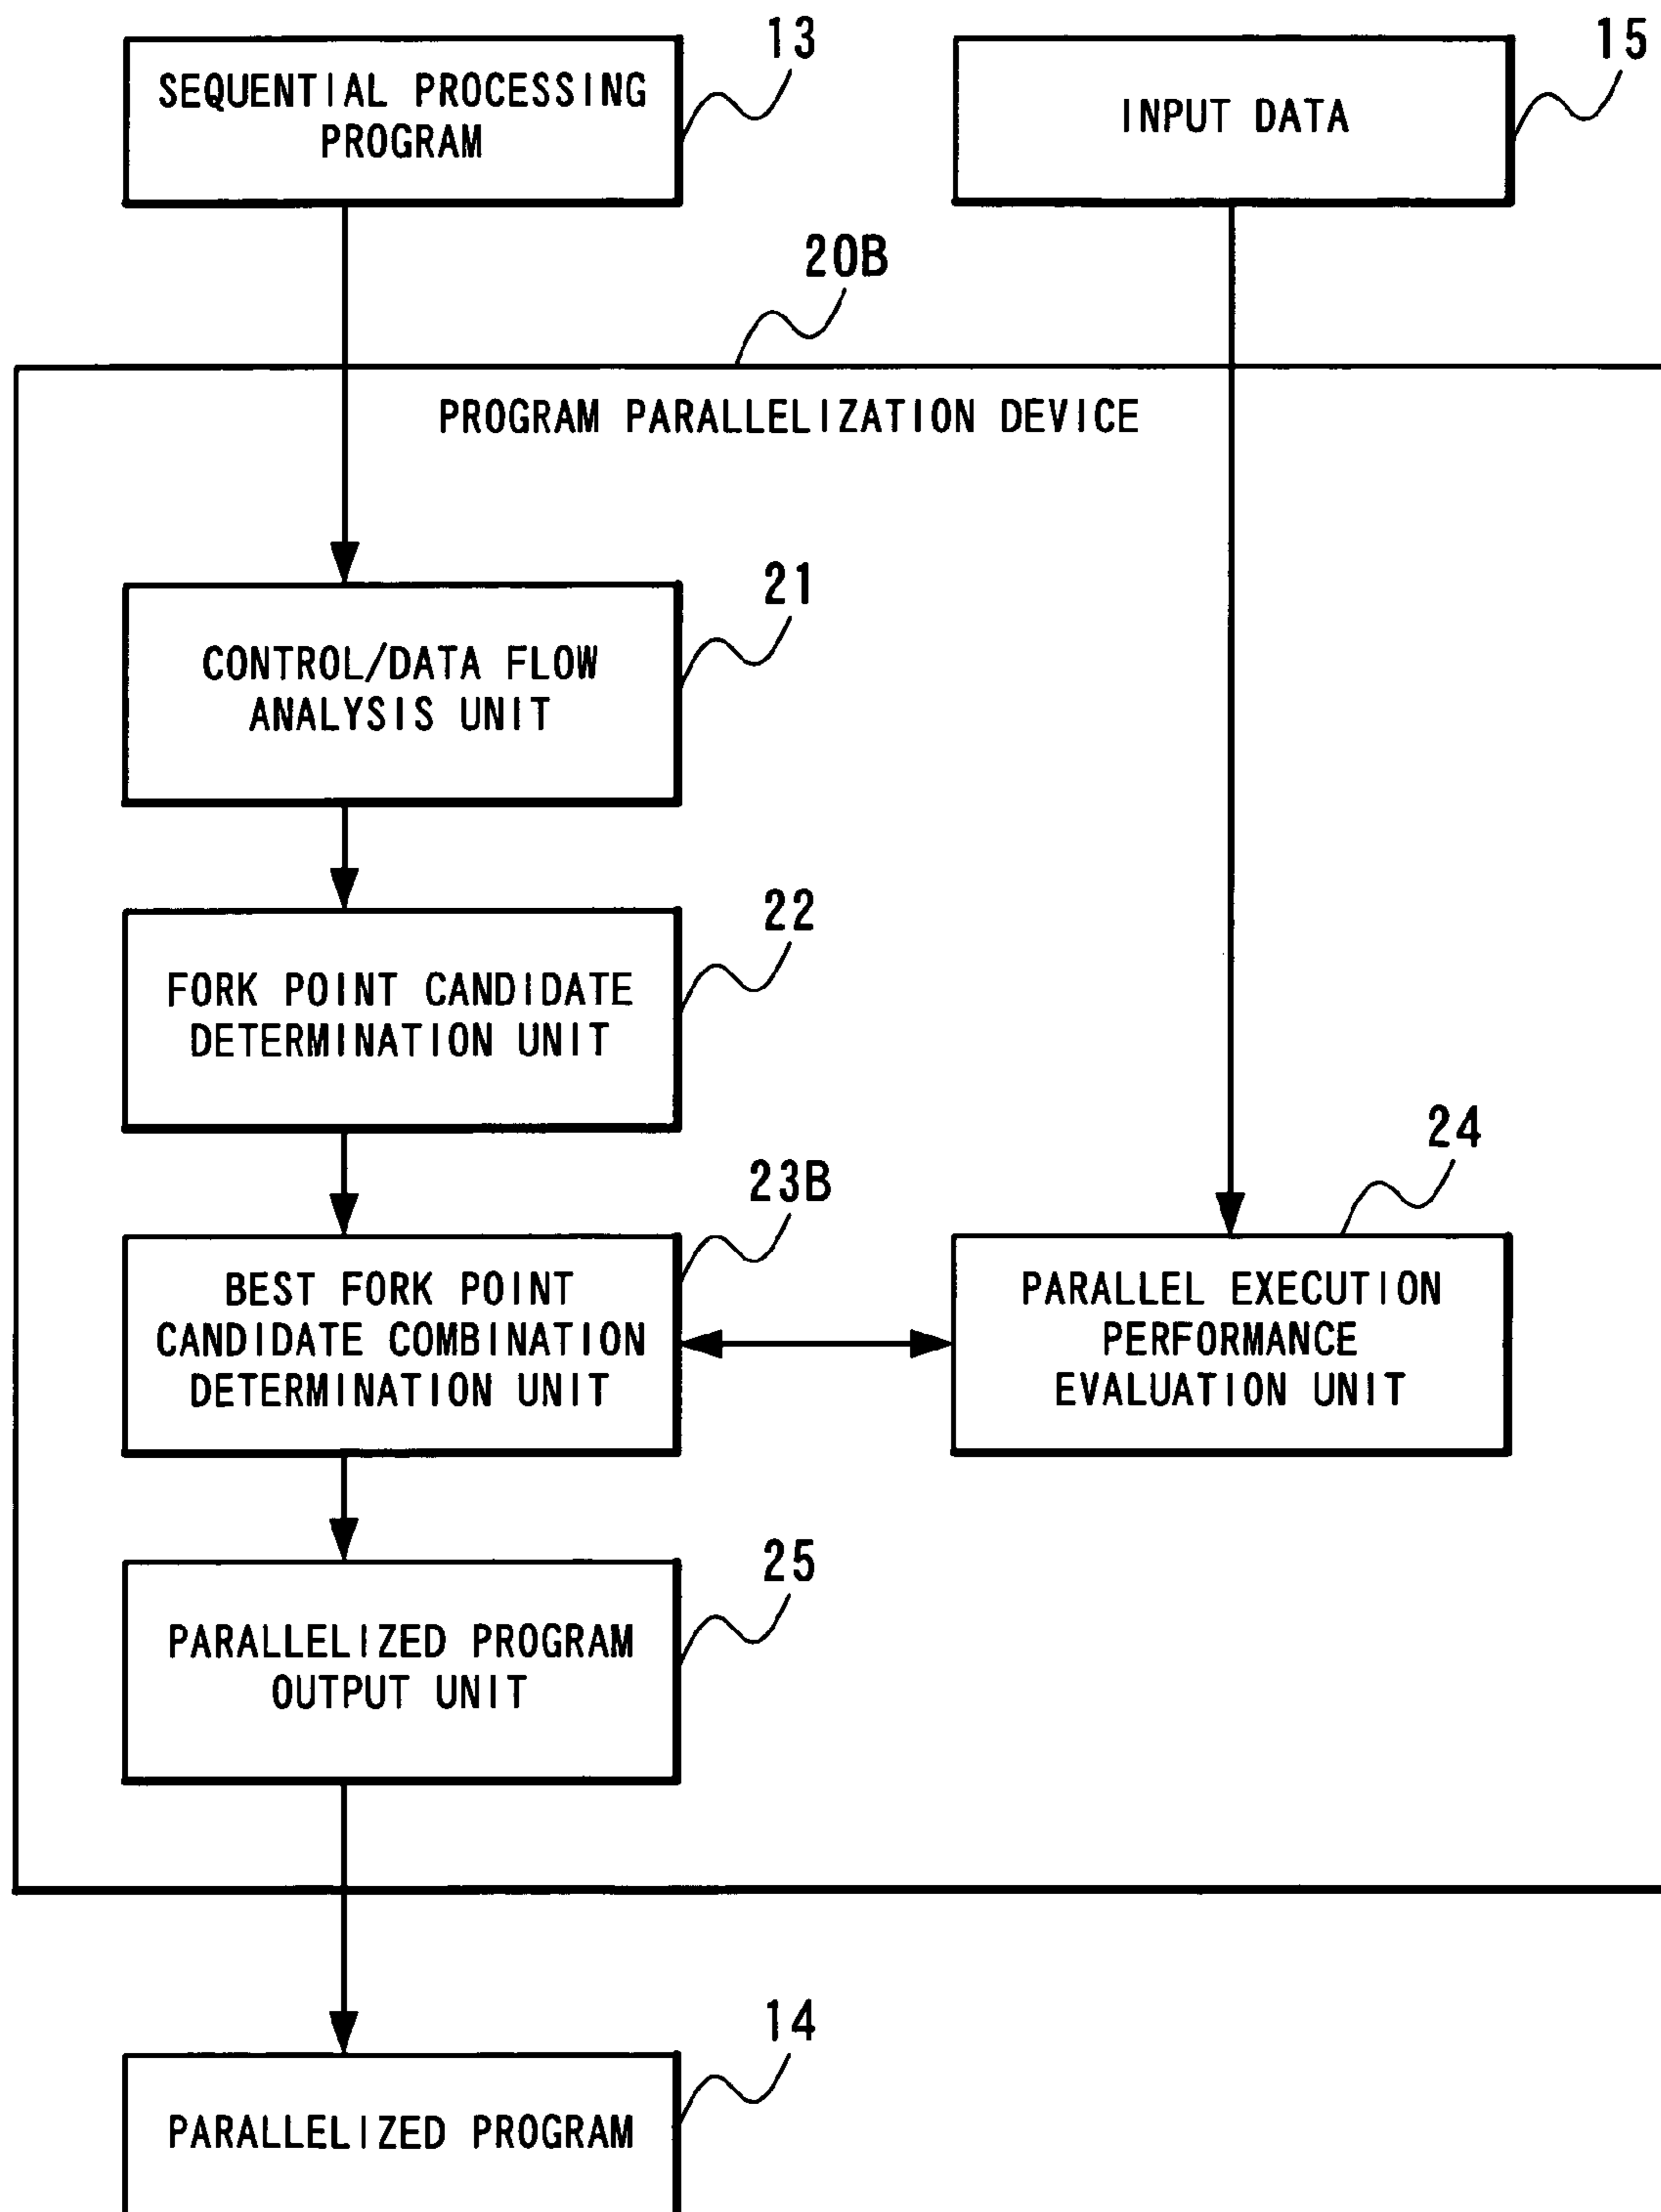 13
SEQUENTIAL PROCESSING
PROGRAM
15
INPUT DATA
20B
PROGRAM PARALLELIZATION DEVICE
21
CONTROL/DATA FLOW
ANALYSIS UNIT
22
FORK POINT CANDIDATE
DETERMINATION UNIT
23B
BEST FORK POINT
CANDIDATE COMBINATION
DETERMINATION UNIT
24
PARALLEL EXECUTION
PERFORMANCE
EVALUATION UNIT
25
PARALLELIZED PROGRAM
OUTPUT UNIT
14
PARALLELIZED PROGRAM